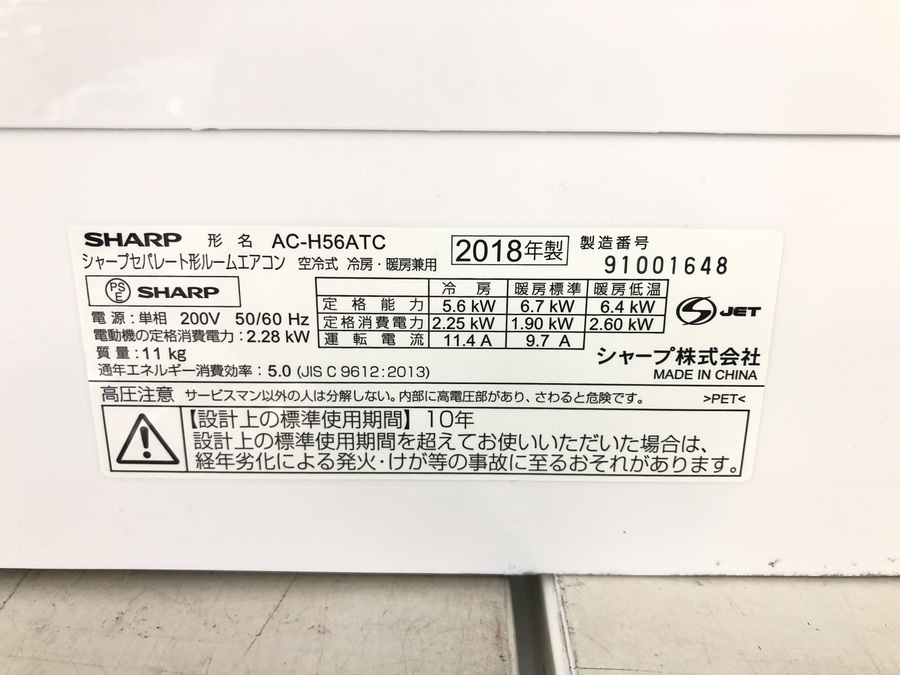 SHARP 形名 AC-H56ATC 2018年製 製造番号 91001648
シャープセパレート形ルームエアコン 空冷式 冷房・暖房兼用
PSE SHARP
電源:単相 200V 50/60 Hz
電動機の定格消費電力:2.28 kW
質量:11 kg
通年エネルギー消費効率:5.0 (JIS C 9612:2013)
冷房 暖房標準 暖房低温
定格能力 5.6 kW 6.7 kW 6.4 kW
定格消費電力 2.25 kW 1.90 kW 2.60 kW
運転電流 11.4 A 9.7 A
S JET
シャープ株式会社
MADE IN CHINA
高圧注意 サービスマン以外の人は分解しない。内部に高電圧部があり、さわると危険です。 >PET<
【設計上の標準使用期間】10年
設計上の標準使用期間を超えてお使いいただいた場合は、
経年劣化による発火・けが等の事故に至るおそれがあります。